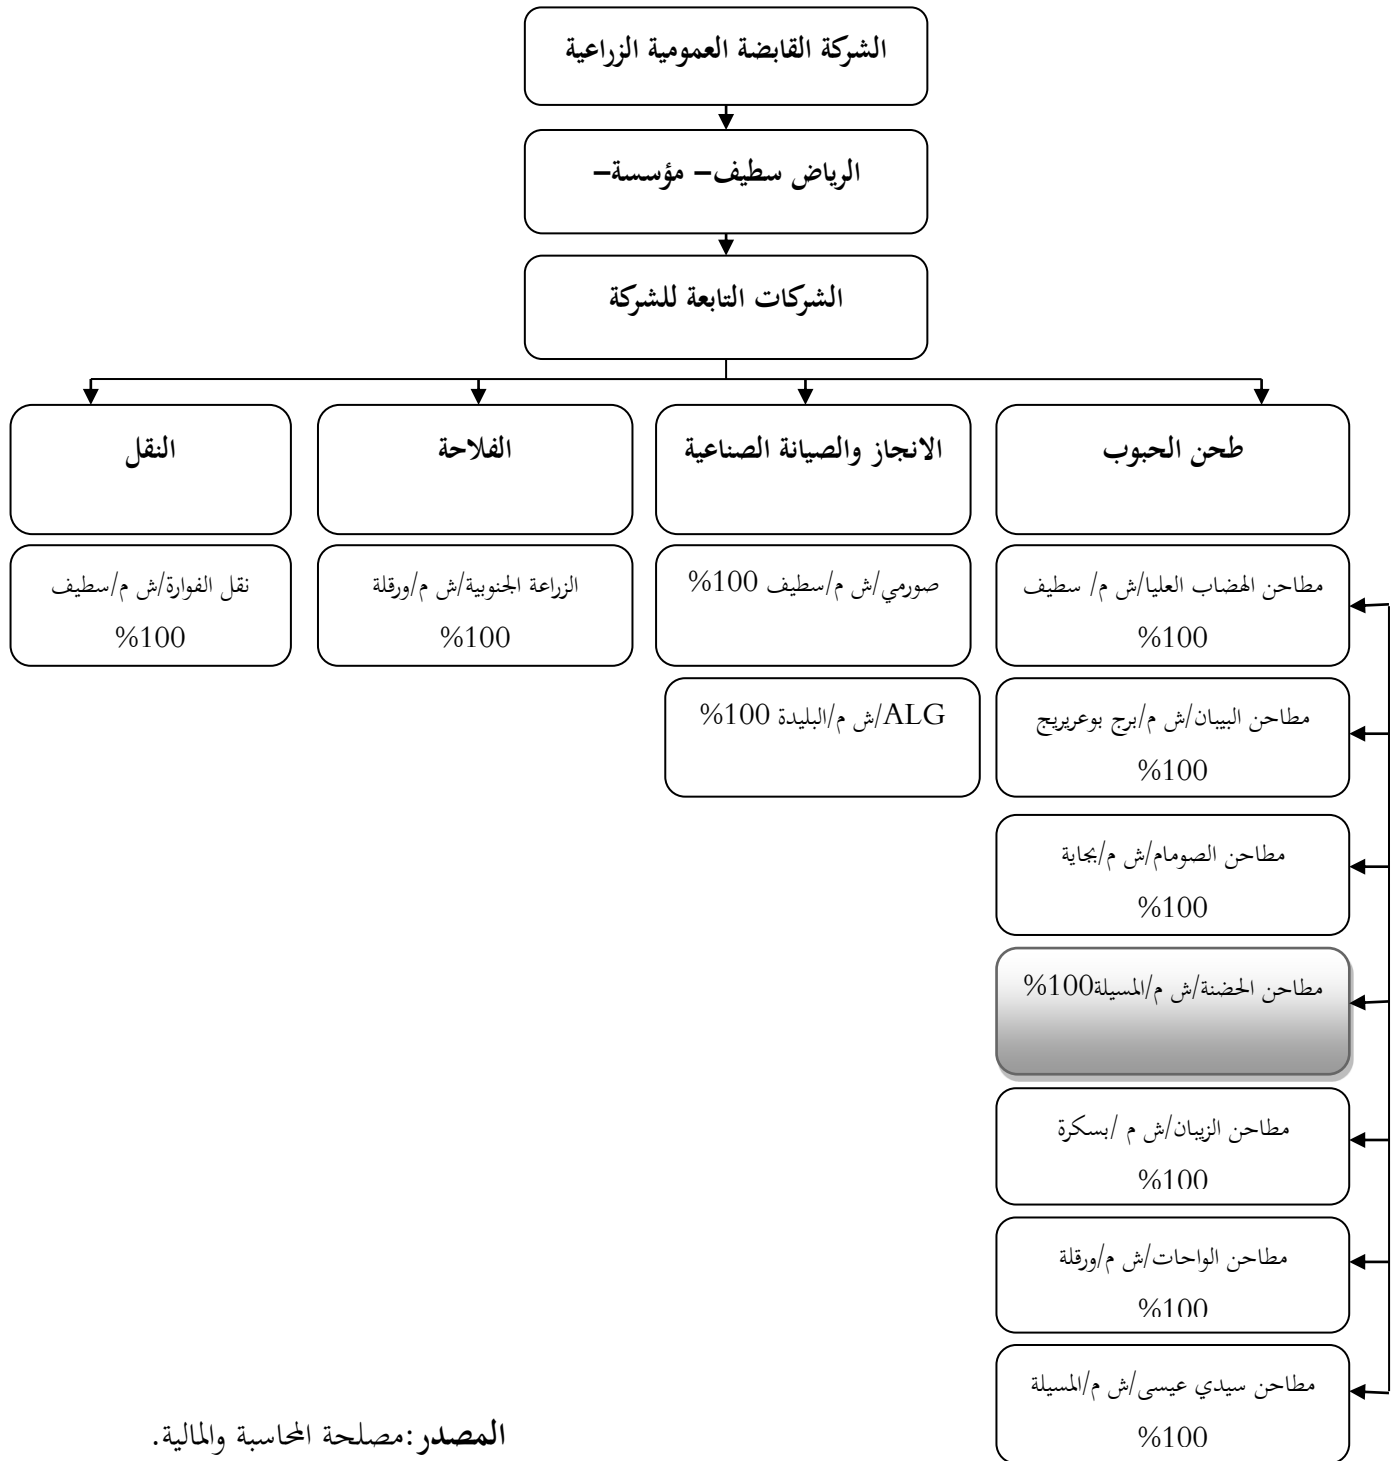 الشركة القابضة العمومية الزراعية
الرياض سطيف– مؤسسة–
الشركات التابعة للشركة
طحن الحبوب
الانجاز والصيانة الصناعية
الفلاحة
النقل
مطاحن الهضاب العليا/ش م/ سطيف
%100
صورمي/ش م/سطيف 100%
الزراعة الجنوبية/ش م/ورقلة
%100
نقل الفوارة/ش م/سطيف
%100
مطاحن البيبان/ش م/برج بوعريريج
%100
ALG/ش م/البليدة 100%
مطاحن الصومام/ش م/بجاية
%100
مطاحن الحضنة/ش م/المسيلة100%
مطاحن الزيبان/ش م /بسكرة
%100
مطاحن الواحات/ش م/ورقلة
%100
مطاحن سيدي عيسى/ش م/المسيلة
%100
المصدر:مصلحة المحاسبة والمالية.